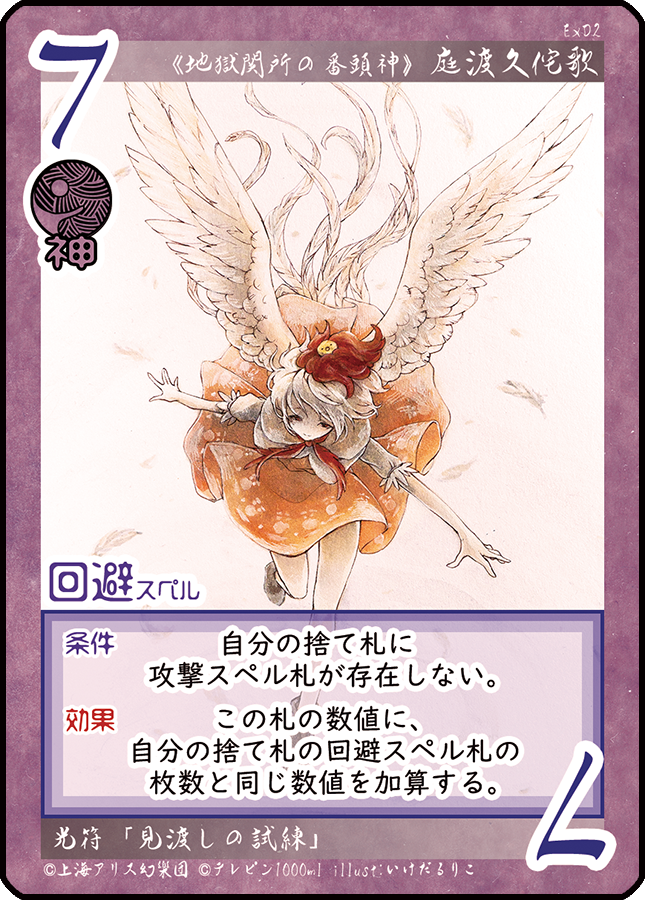 Ex02
7
《地獄関所の番頭神》 庭渡久侘歌
神
回避スペル
条件
自分の捨て札に
攻撃スペル札が存在しない。
効果
この札の数値に、
自分の捨て札の回避スペル札の
枚数と同じ数値を加算する。
7
光符 「見渡しの試練」
©上海アリス幻樂団 ©テレピン1000ml illust:いけだるりこ